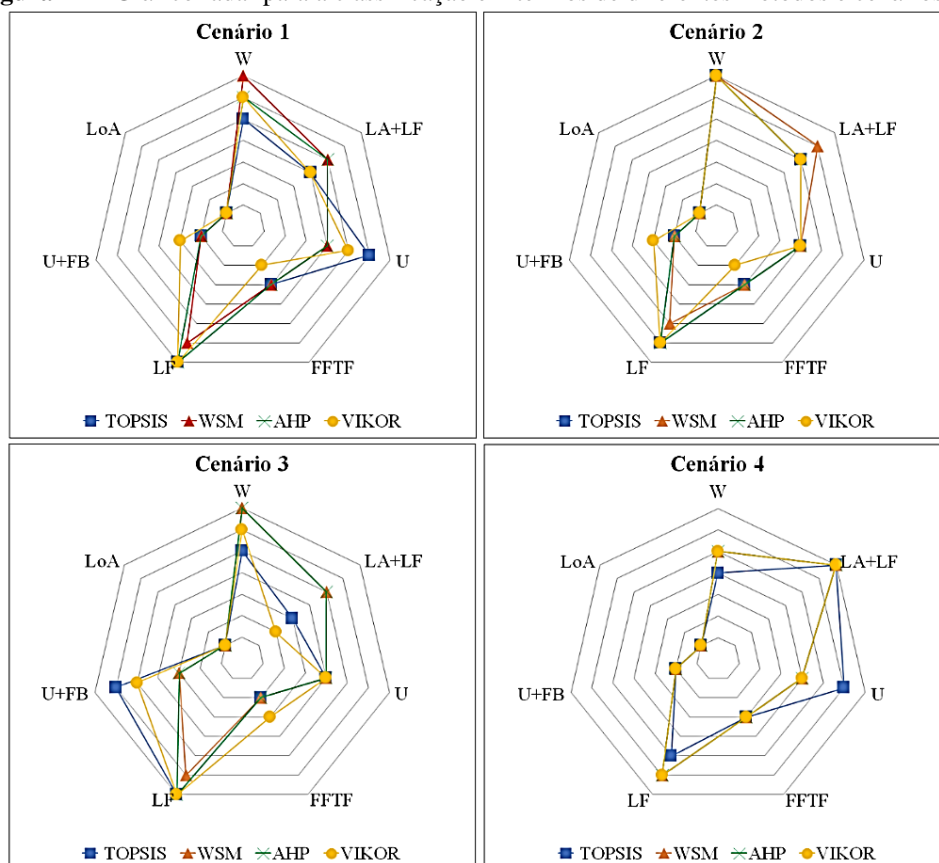 Cenário 1
W
LoA
LA+LF
U+FB
U
LF
FFTF
TOPSIS WSM AHP VIKOR
Cenário 2
W
LoA
LA+LF
U+FB
U
LF
FFTF
TOPSIS WSM AHP VIKOR
Cenário 3
W
LoA
LA+LF
U+FB
U
LF
FFTF
TOPSIS WSM AHP VIKOR
Cenário 4
W
LoA
LA+LF
U+FB
U
LF
FFTF
TOPSIS WSM AHP VIKOR